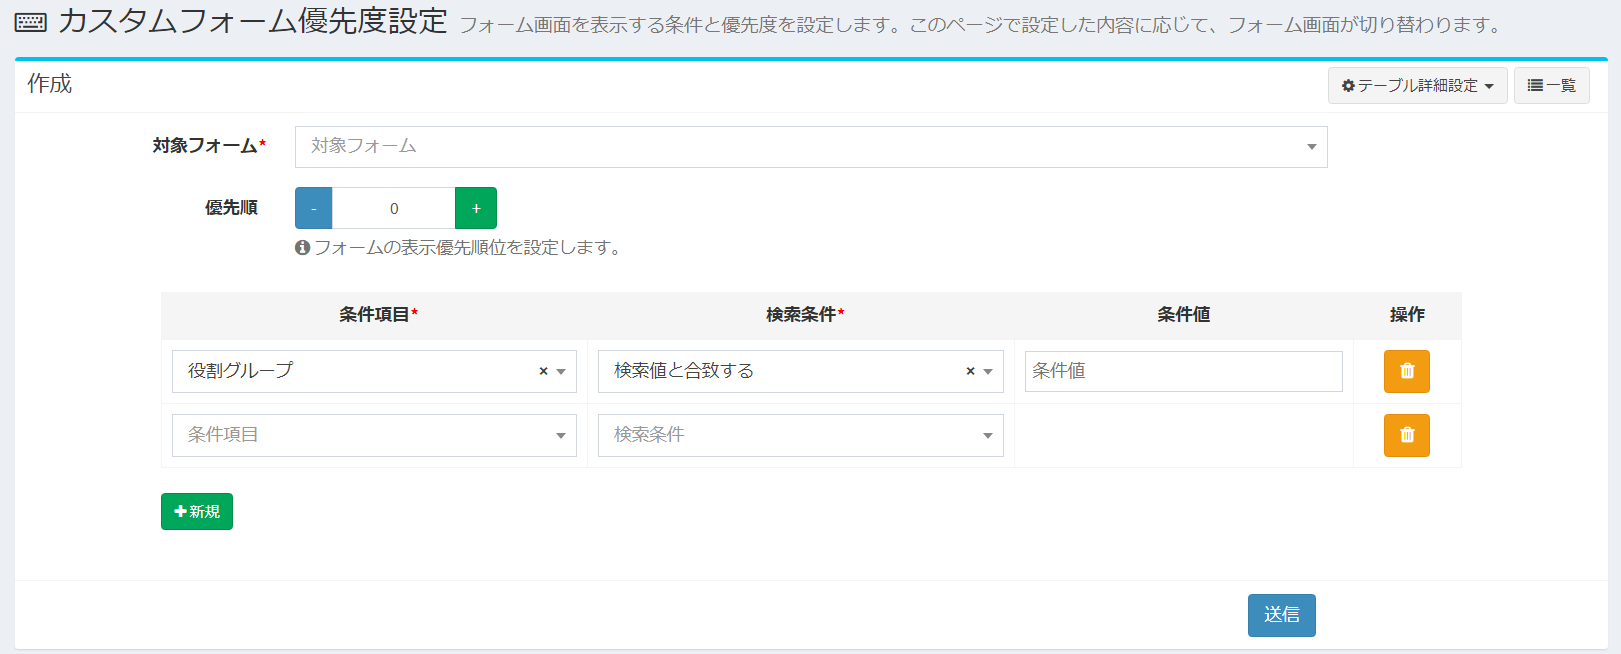 カスタムフォーム優先度設定 フォーム画面を表示する条件と優先度を設定します。このページで設定した内容に応じて、フォーム画面が切り替わります。
作成 テーブル詳細設定 一覧
対象フォーム* 対象フォーム
優先順 - 0 +
フォームの表示優先順位を設定します。
条件項目* 検索条件* 条件値 操作
役割グループ × 検索値と合致する × 条件値
条件項目 検索条件
+新規
送信